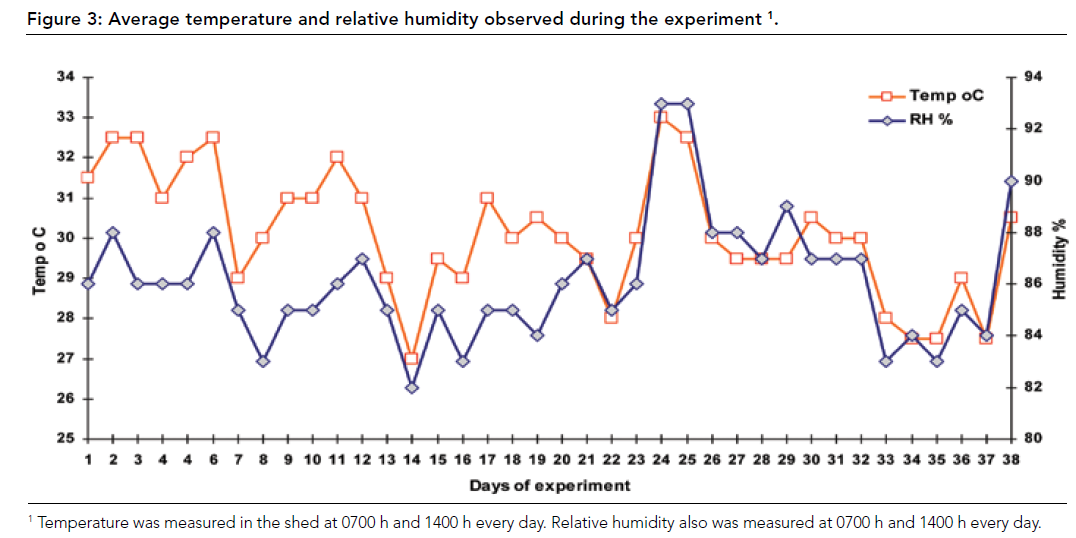 Figure 3: Average temperature and relative humidity observed during the experiment ¹.
34
33
32
31
30
29
28
27
26
25
Temp o C
94
92
90
88
86
84
82
80
Humidity %
Temp oC
RH %
1 2 3 4 4 6 7 8 9 10 11 12 13 14 15 16 17 18 19 20 21 22 23 24 25 26 27 28 29 30 31 32 33 34 35 36 37 38
Days of experiment
¹ Temperature was measured in the shed at 0700 h and 1400 h every day. Relative humidity also was measured at 0700 h and 1400 h every day.